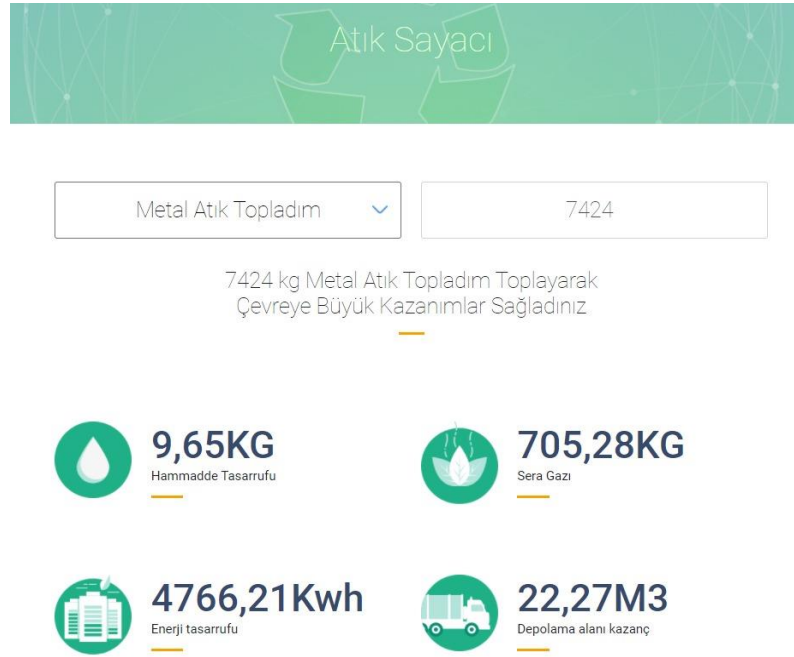 Atık Sayacı
Metal Atık Topladım
7424
7424 kg Metal Atık Topladım Toplayarak
Çevreye Büyük Kazanımlar Sağladınız
9,65KG
Hammadde Tasarrufu
705,28KG
Sera Gazı
4766,21Kwh
Enerji tasarrufu
22,27M3
Depolama alanı kazanç